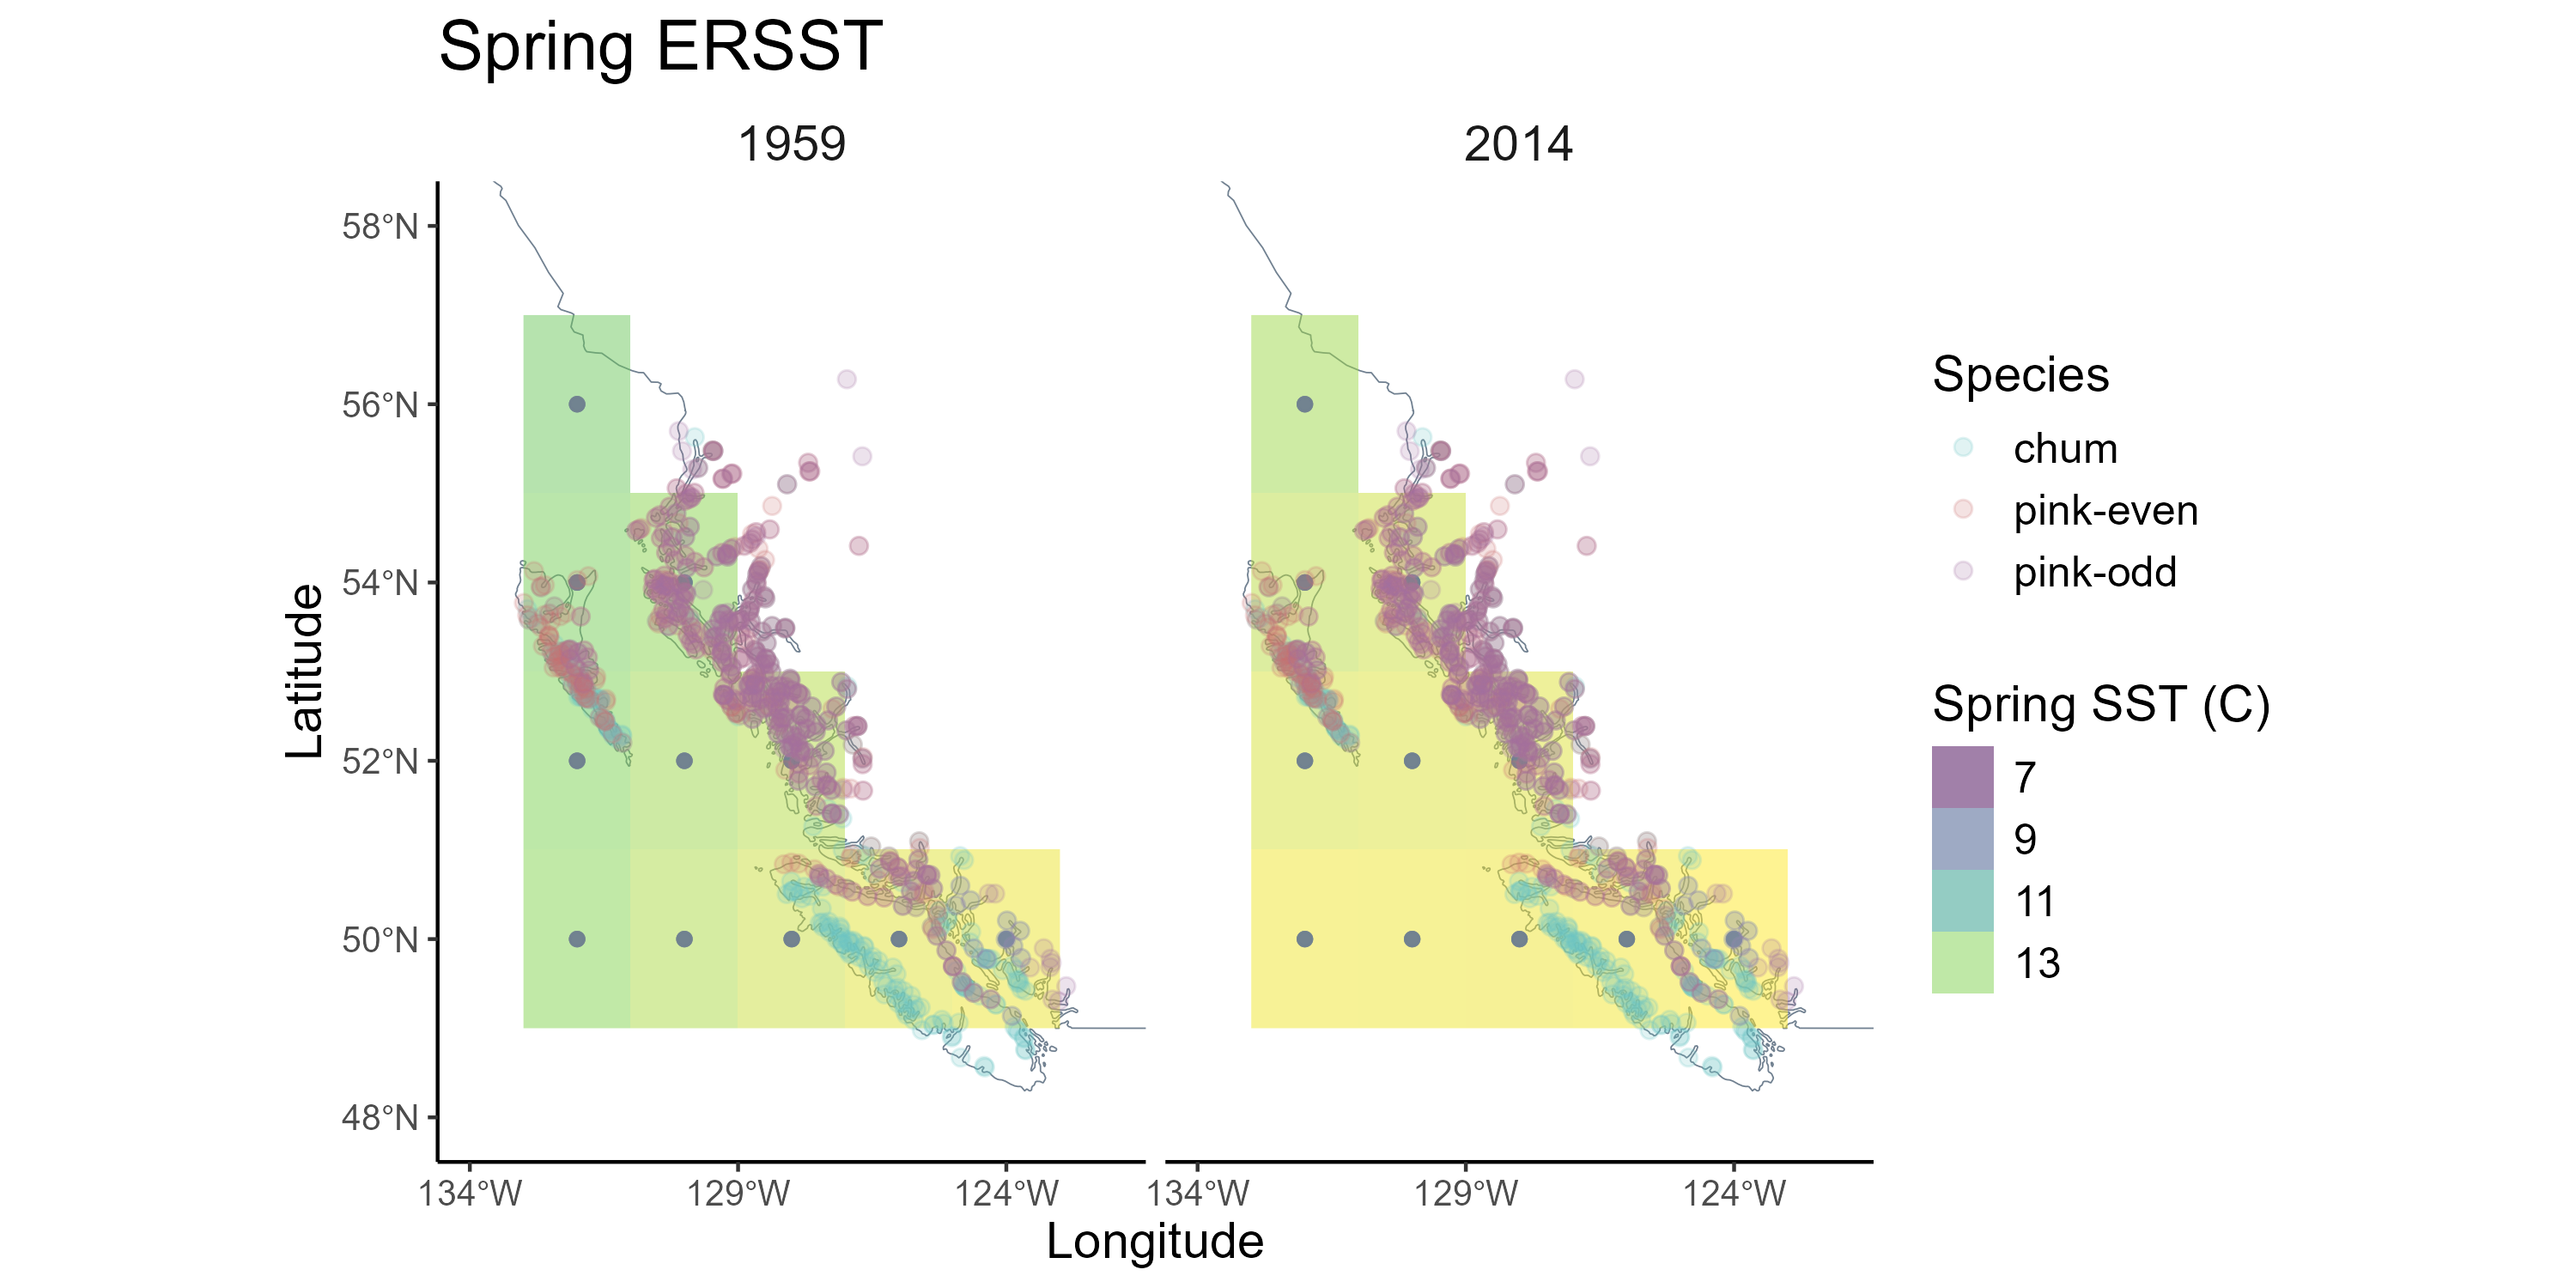 Spring ERSST
1959
2014
58°N
56°N
54°N
52°N
50°N
48°N
Latitude
134°W
129°W
124°W
134°W
129°W
124°W
Longitude
Species
chum
pink-even
pink-odd
Spring SST (C)
7
9
11
13